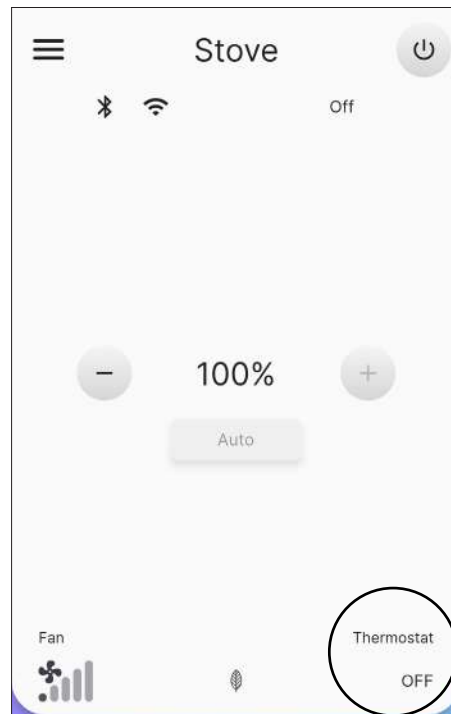 Stove
Off
− 100% +
Auto
Fan
Thermostat
OFF